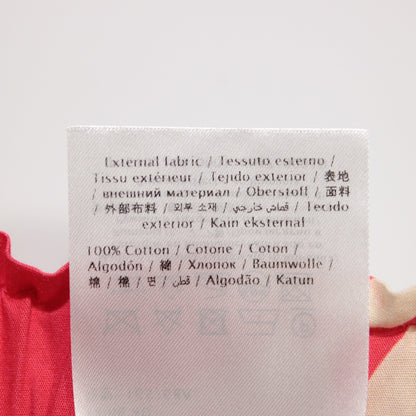 External fabric / Tessuto esterno /
Tissu extérieur / Tejido exterior / 表地
/ внешний материал / Oberstoff / 面料
/ 外部布料 / 외부 소재 / قماش خارجي / Tecido
exterior / Kain eksternal
100% Cotton / Cotone / Coton /
Algodón / 綿 / Хлопок / Baumwolle /
棉 / 棉 / 면 / قطن / Algodão / Katun